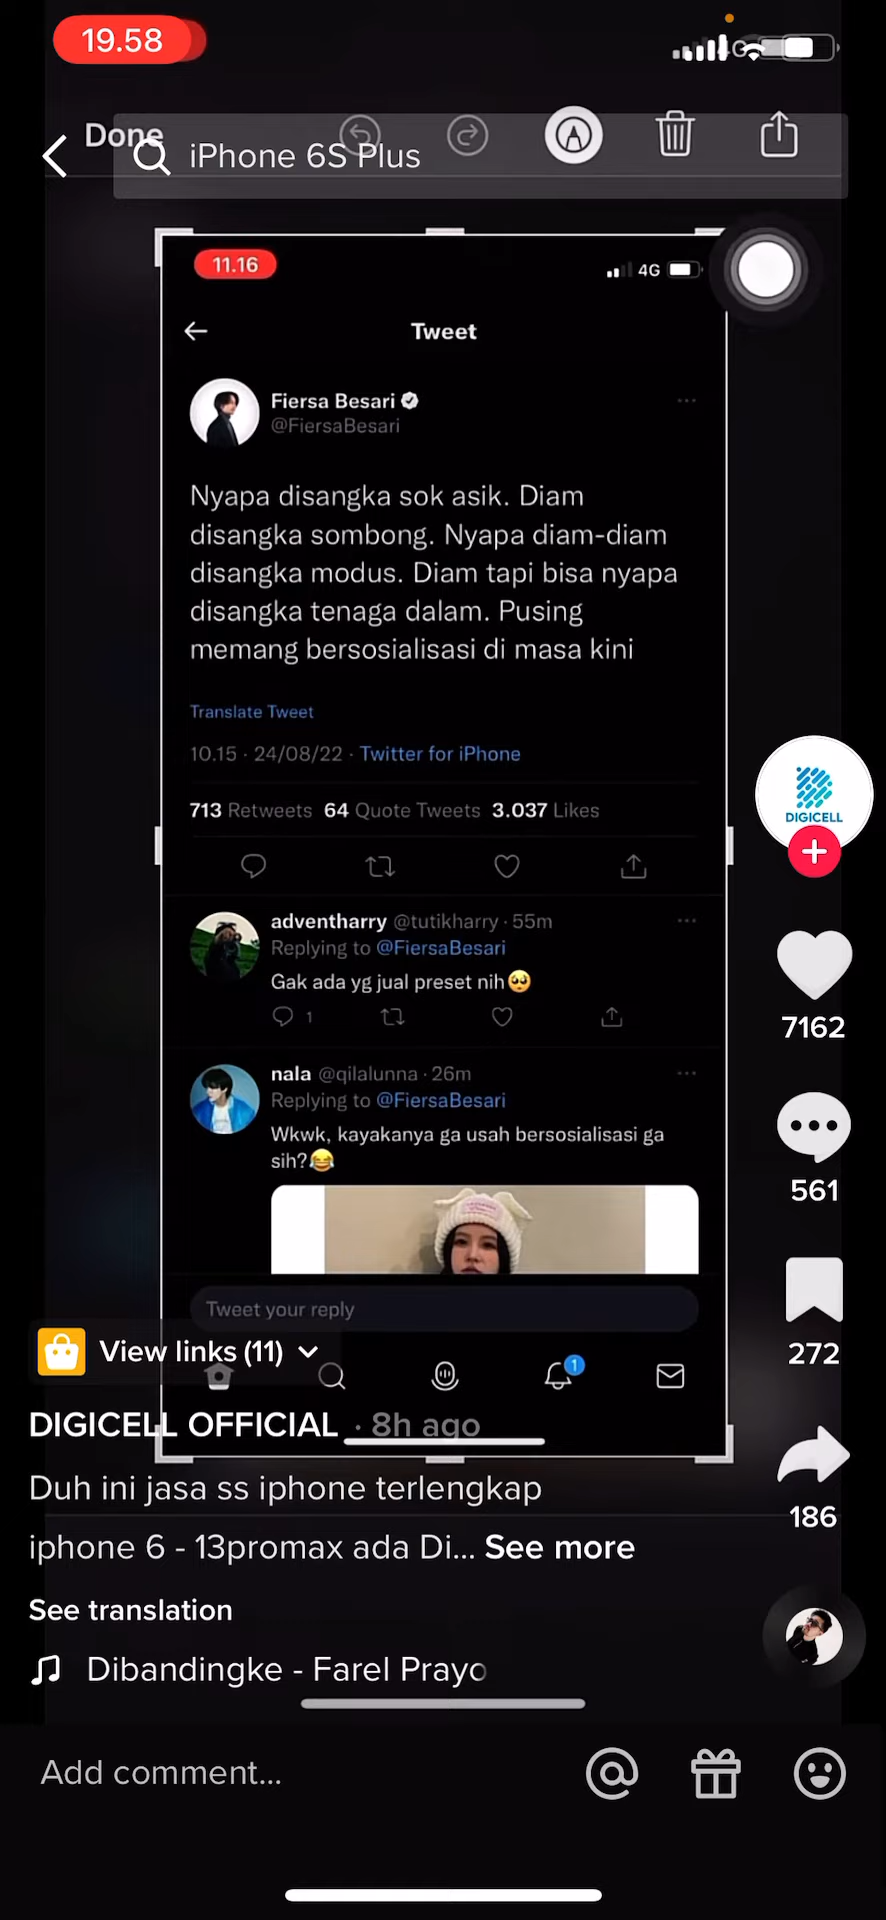 19.58
4G
Done
iPhone 6S Plus
11.16
4G
Tweet
Fiersa Besari
@FiersaBesari
Nyapa disangka sok asik. Diam
disangka sombong. Nyapa diam-diam
disangka modus. Diam tapi bisa nyapa
disangka tenaga dalam. Pusing
memang bersosialisasi di masa kini
Translate Tweet
10.15 · 24/08/22 · Twitter for iPhone
713 Retweets 64 Quote Tweets 3.037 Likes
DIGICELL
adventharry @tutikharry · 55m
Replying to @FiersaBesari
Gak ada yg jual preset nih🥺
1
7162
nala @qilalunna · 26m
Replying to @FiersaBesari
Wkwk, kayakanya ga usah bersosialisasi ga
sih?😂
561
Tweet your reply
View links (11)
272
1
DIGICELL OFFICIAL · 8h ago
Duh ini jasa ss iphone terlengkap
186
iphone 6 - 13promax ada Di... See more
See translation
Dibandingke - Farel Prayo
Add comment...